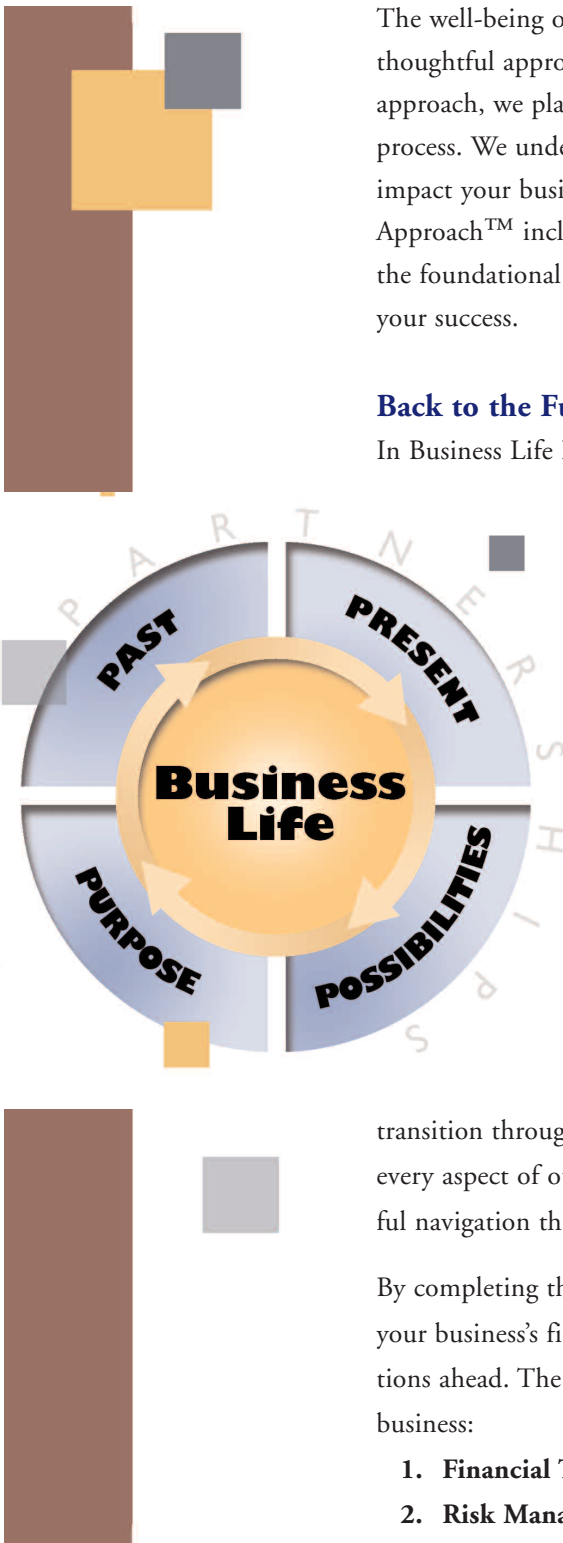 The well-being o
thoughtful appro
approach, we pla
process. We unde
impact your busi
Approach™ incl
the foundational
your success.
Back to the Fu
In Business Life
PARTNERSHIPS
PAST
PRESENT
Business
Life
PURPOSE
POSSIBILITIES
transition throug
every aspect of o
ful navigation th
By completing th
your business's fi
tions ahead. The
business:
1. Financial T
2. Risk Mana